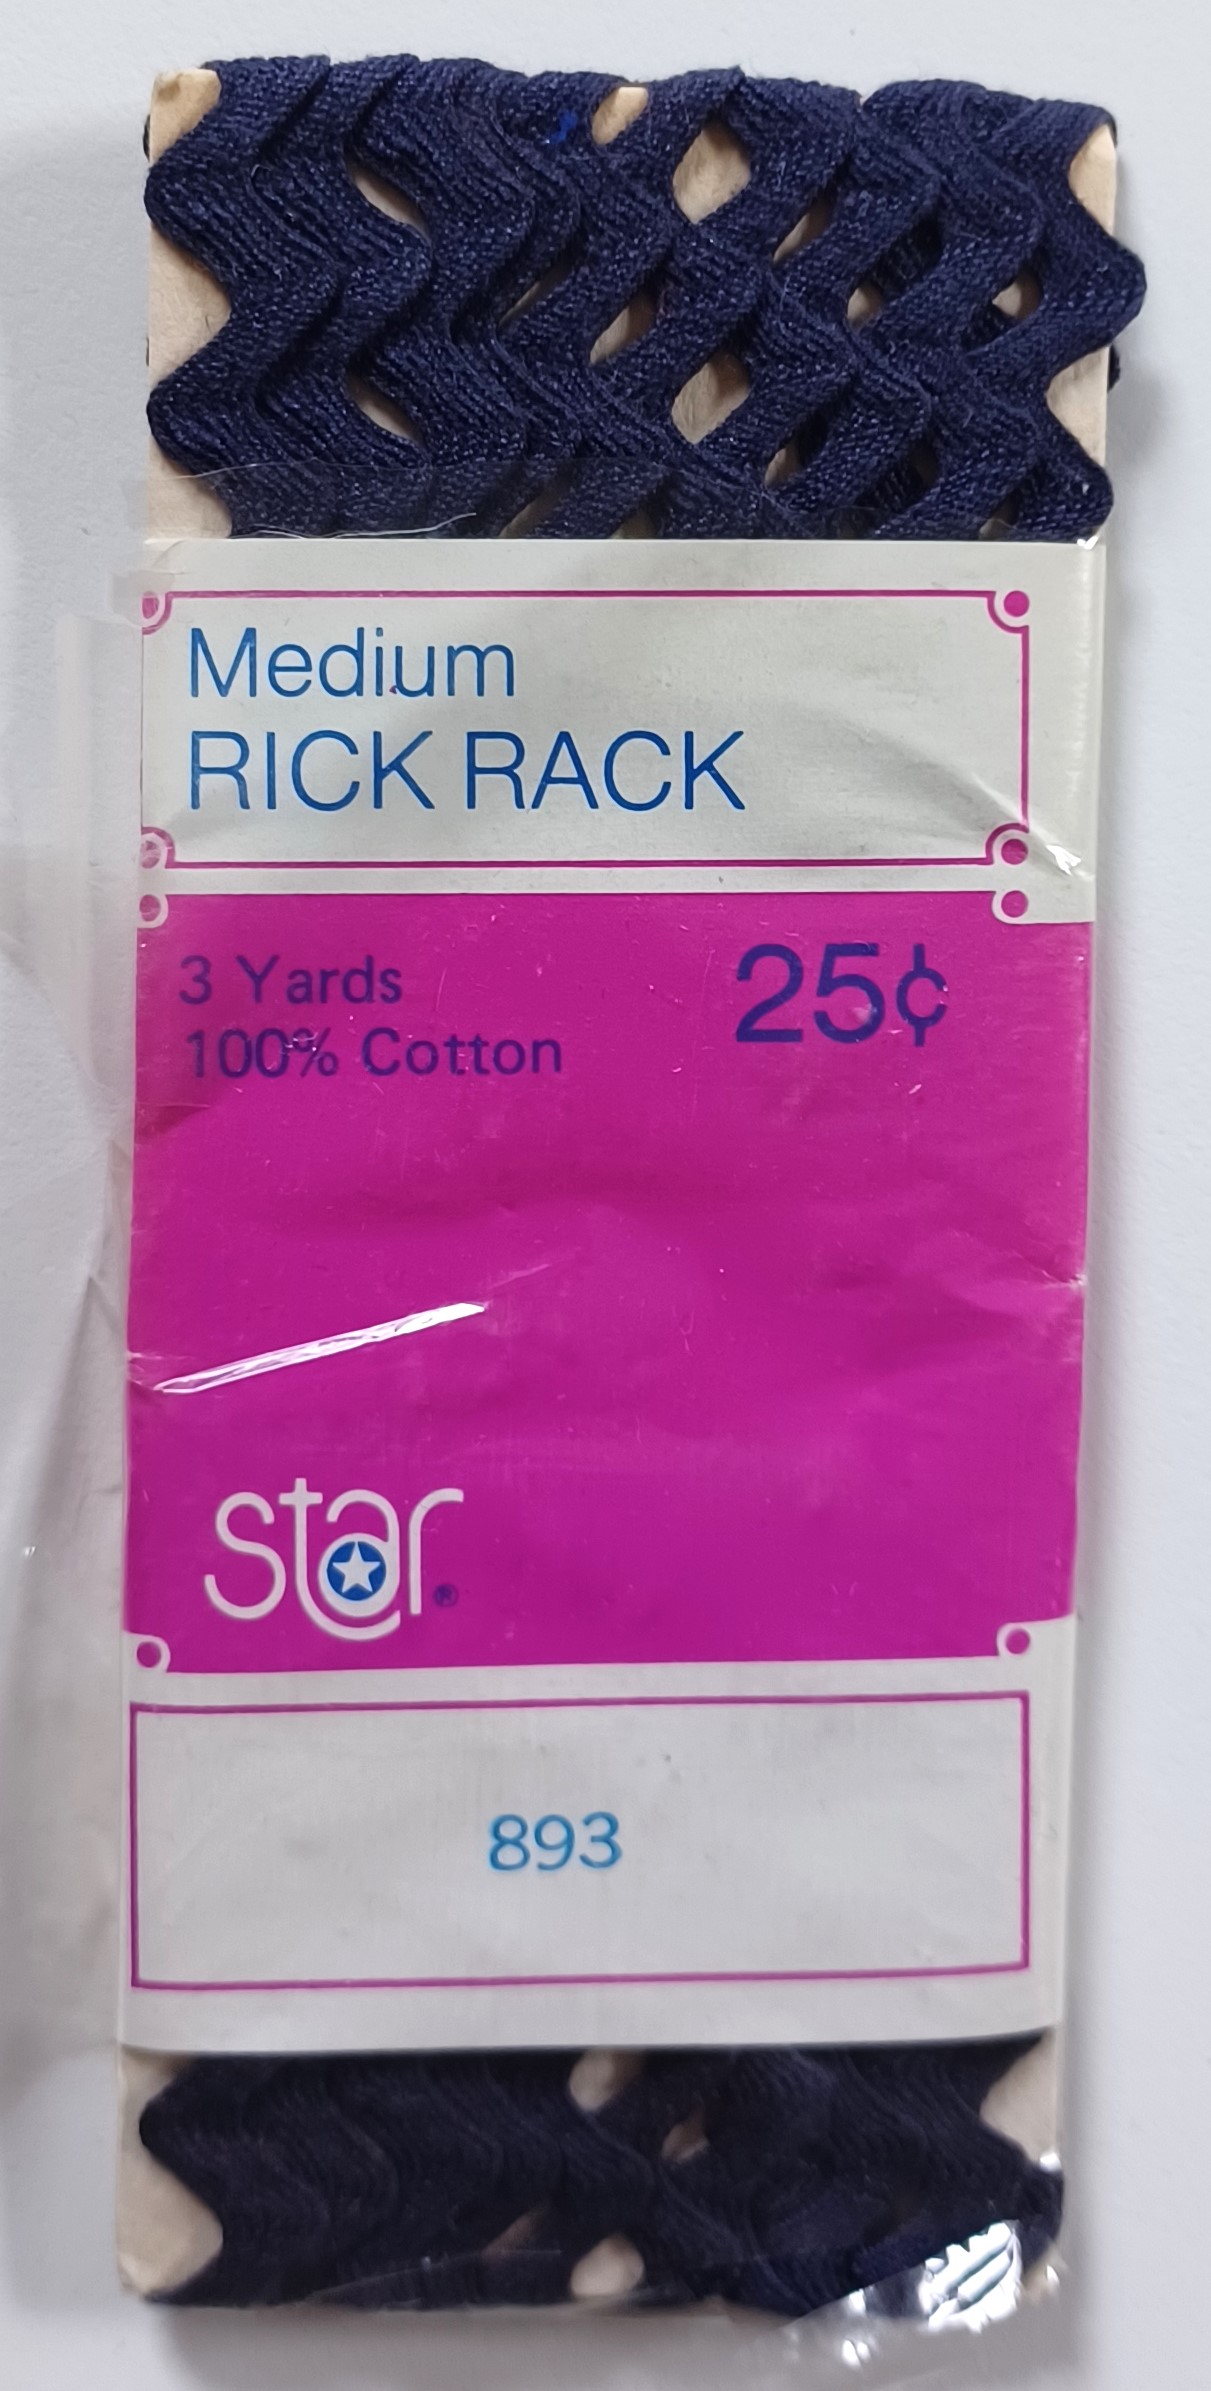 Medium
RICK RACK
3 Yards
25¢
100% Cotton
star®
893